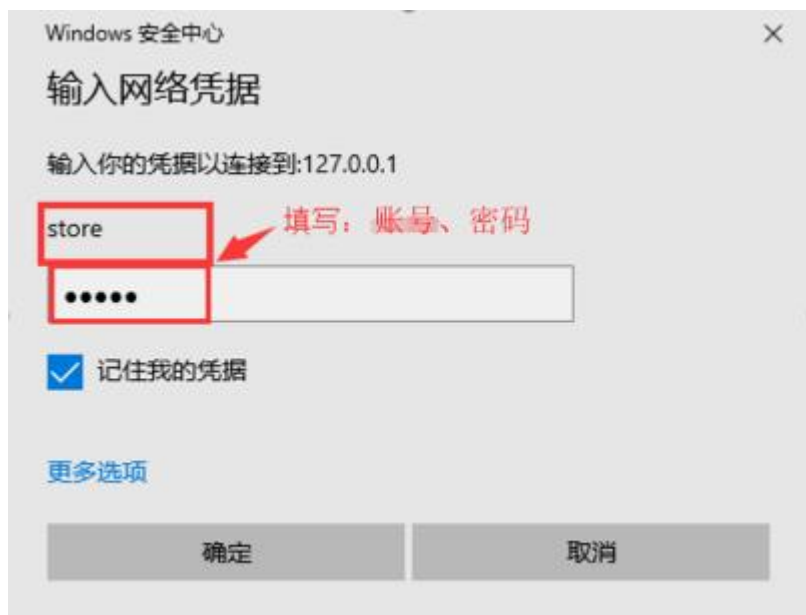 Windows 安全中心
输入网络凭据
输入你的凭据以连接到:127.0.0.1
store
填写：账号、密码
●●●●●
记住我的凭据
更多选项
确定
取消